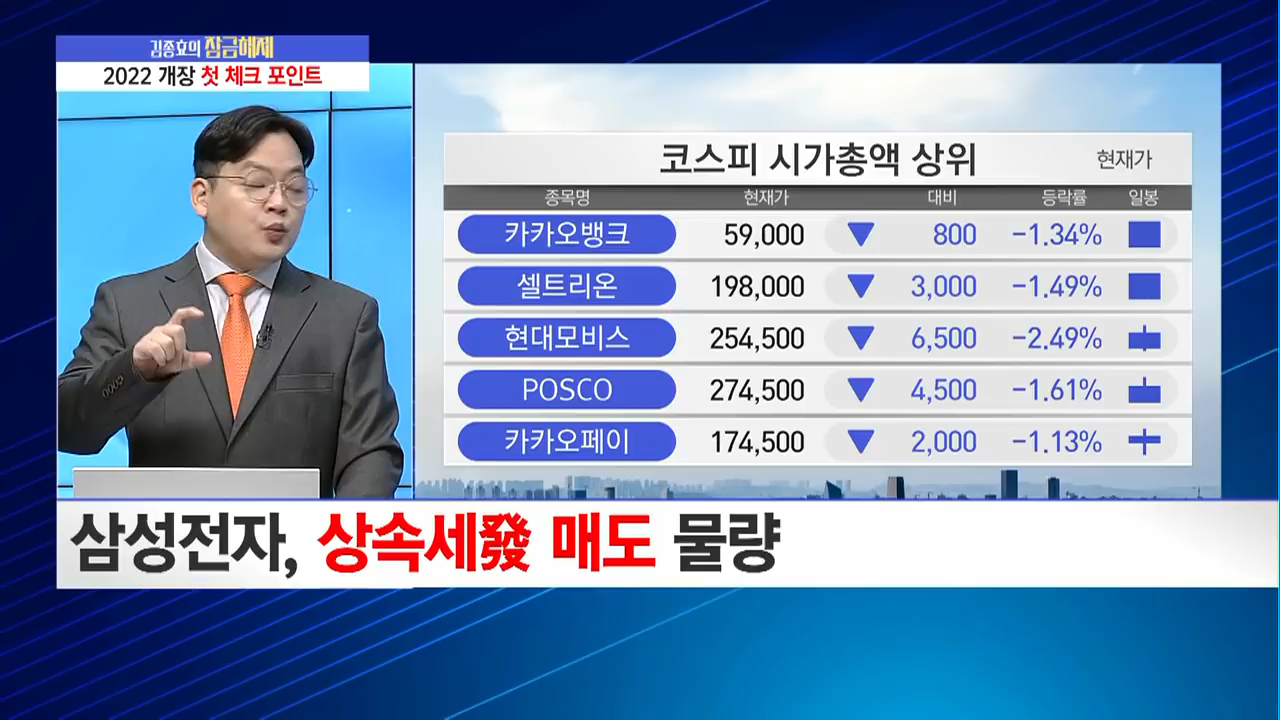 김종효의 잠금해제
2022 개장 첫 체크 포인트
코스피 시가총액 상위 현재가
종목명 현재가 대비 등락률 일봉
카카오뱅크 59,000 ▼ 800 -1.34%
셀트리온 198,000 ▼ 3,000 -1.49%
현대모비스 254,500 ▼ 6,500 -2.49%
POSCO 274,500 ▼ 4,500 -1.61%
카카오페이 174,500 ▼ 2,000 -1.13%
삼성전자, 상속세發 매도 물량